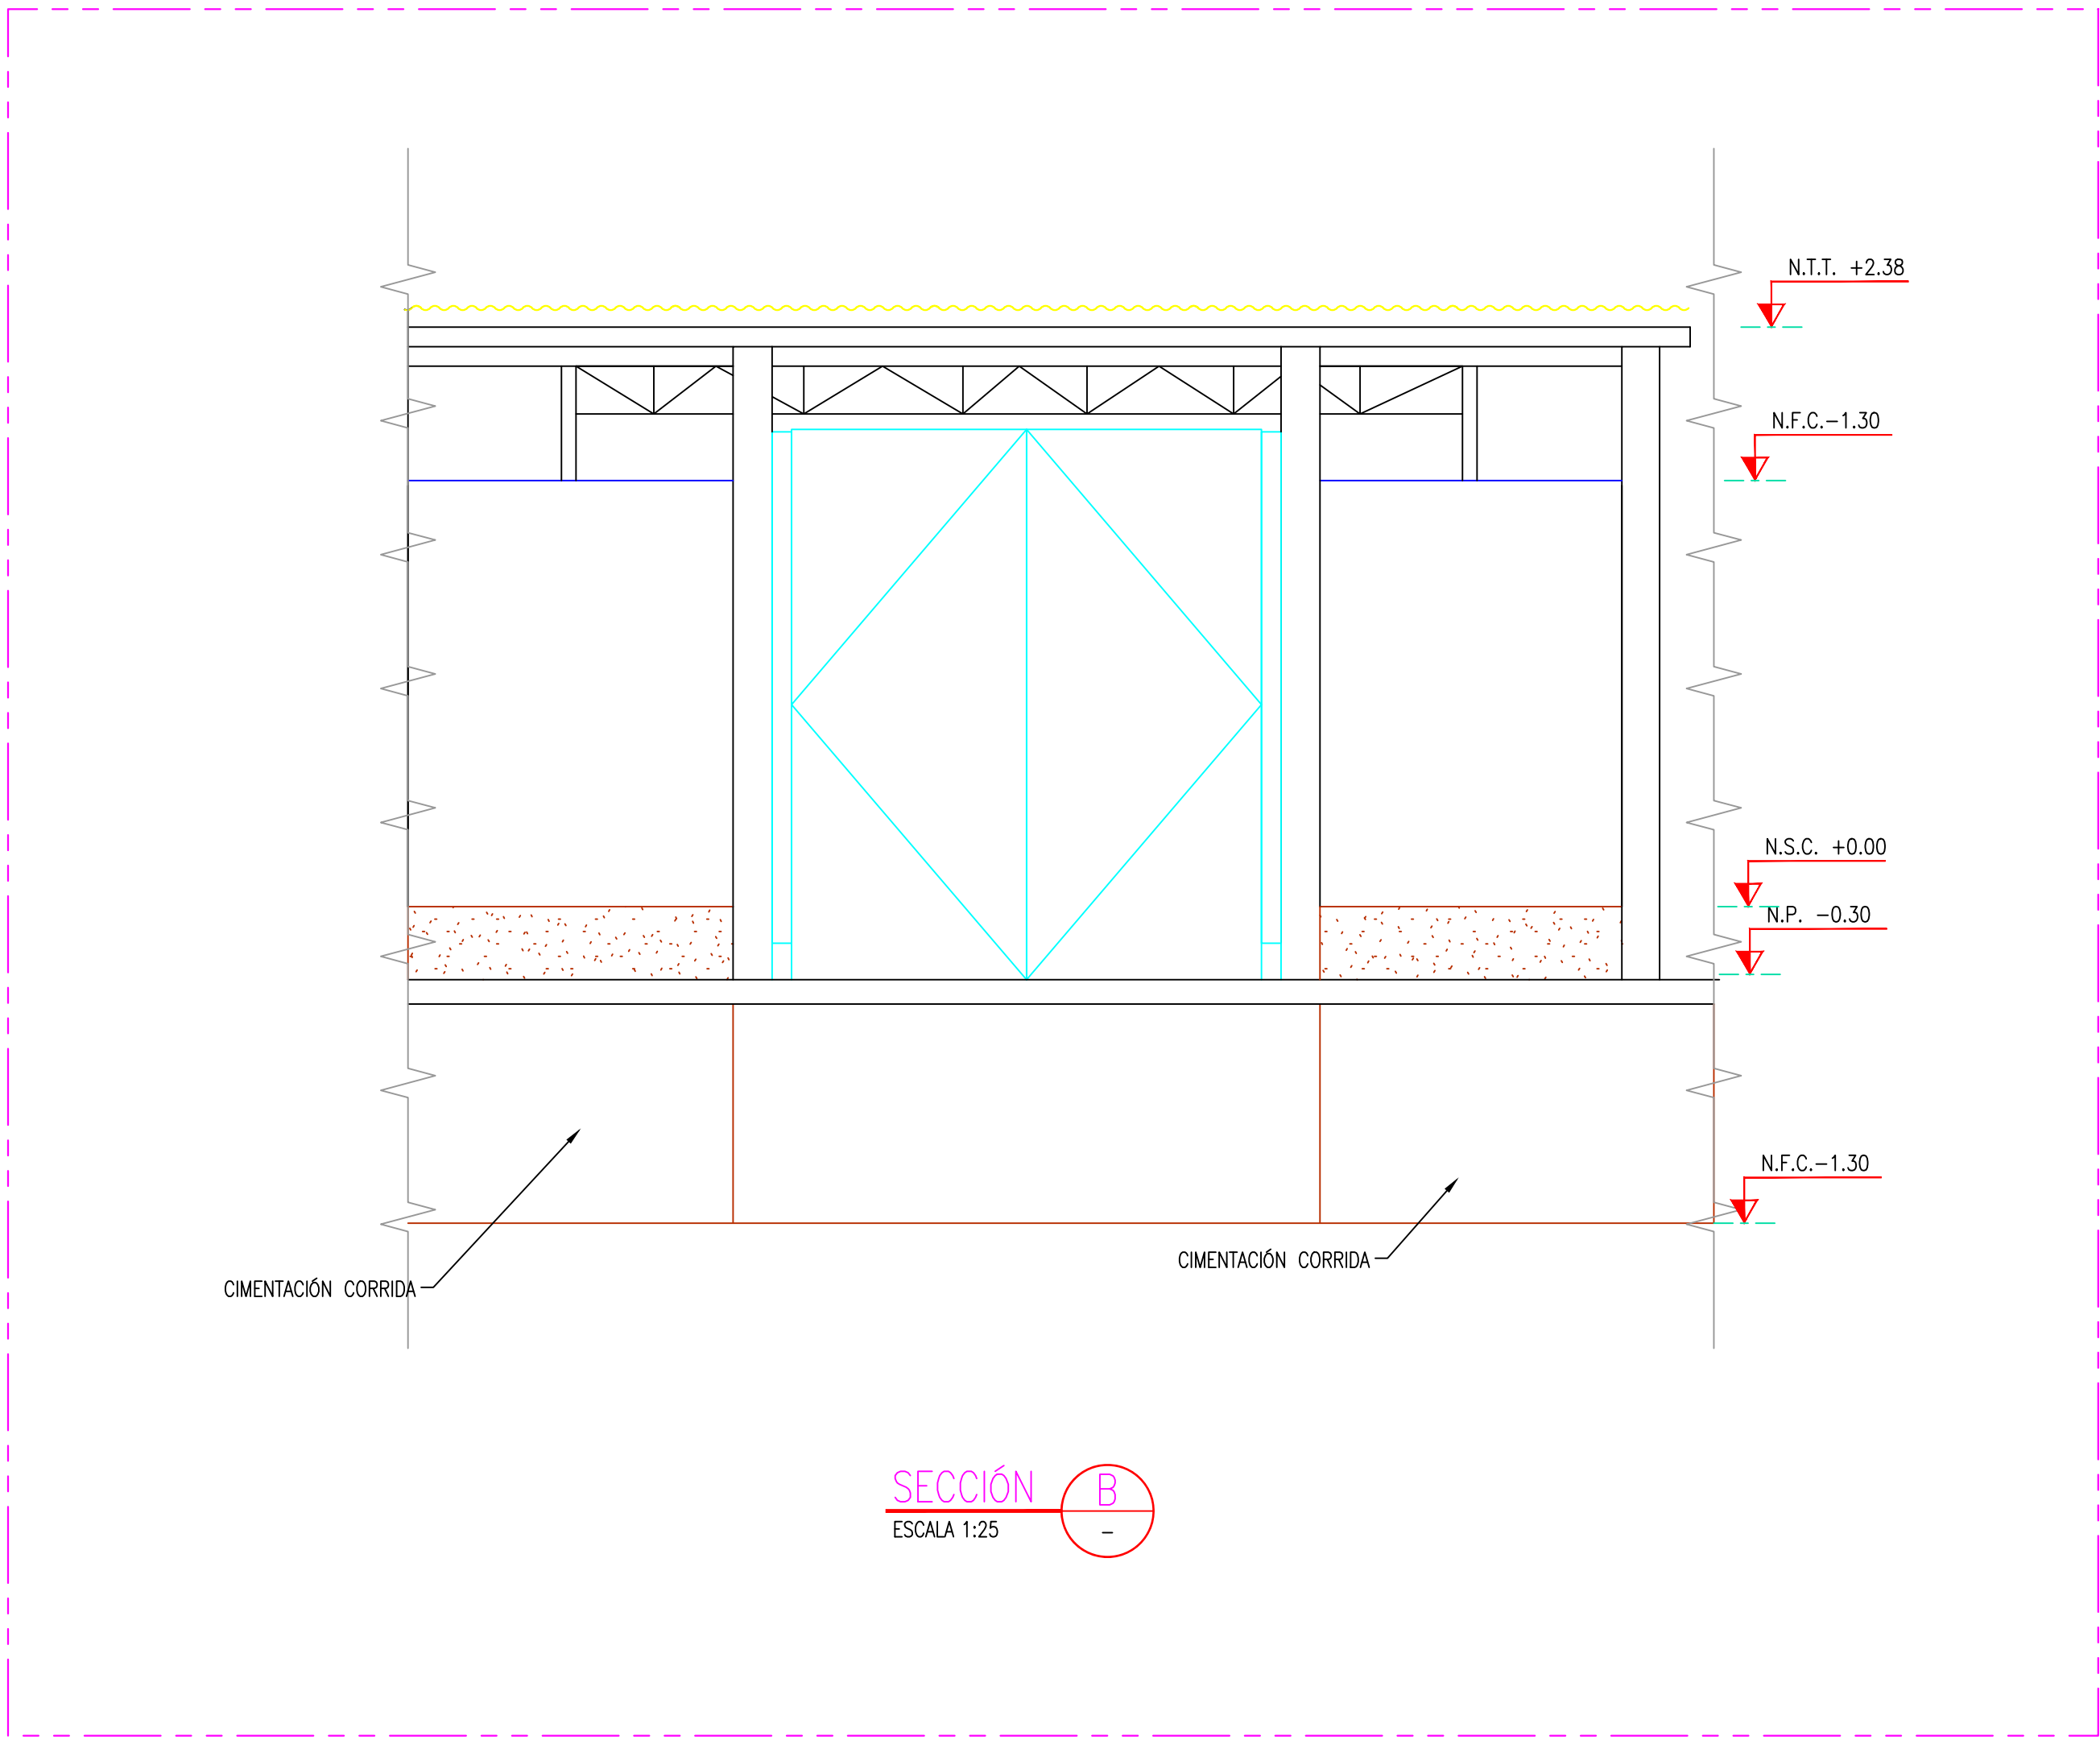 N.T.T. +2.38
N.F.C.-1.30
N.S.C. +0.00
N.P. -0.30
N.F.C.-1.30
CIMENTACIÓN CORRIDA
CIMENTACIÓN CORRIDA
SECCIÓN B
ESCALA 1:25 -